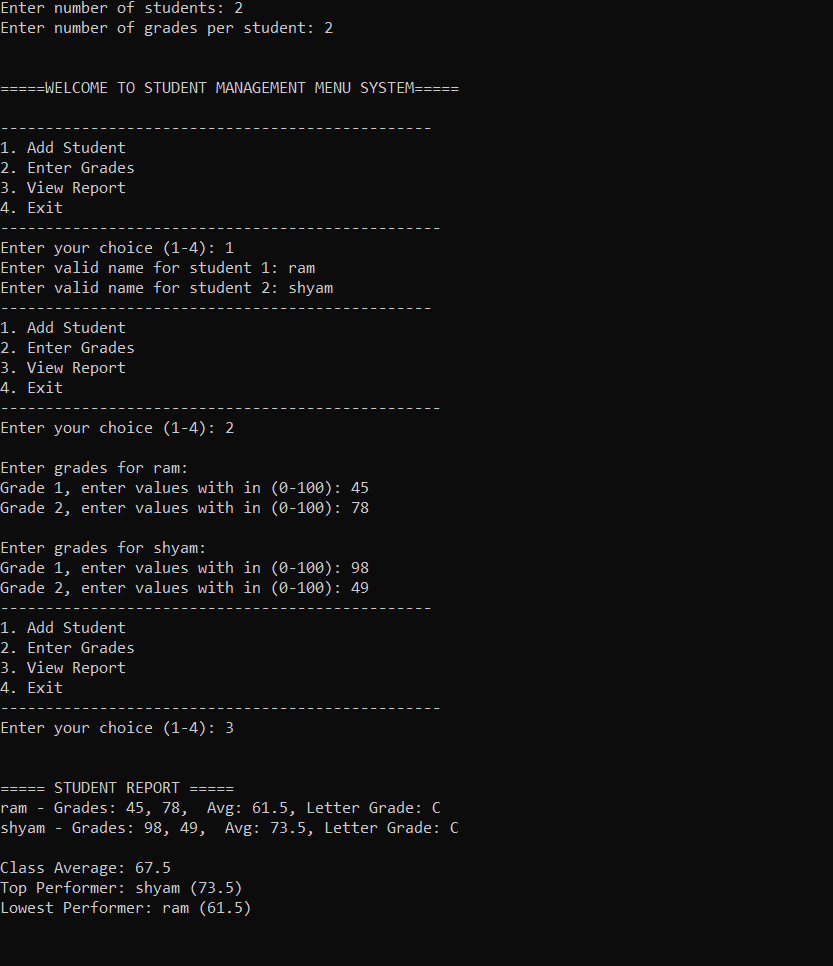 Enter number of students: 2
Enter number of grades per student: 2
=====WELCOME TO STUDENT MANAGEMENT MENU SYSTEM=====
------------------------------------------------
1. Add Student
2. Enter Grades
3. View Report
4. Exit
-------------------------------------------------
Enter your choice (1-4): 1
Enter valid name for student 1: ram
Enter valid name for student 2: shyam
------------------------------------------------
1. Add Student
2. Enter Grades
3. View Report
4. Exit
-------------------------------------------------
Enter your choice (1-4): 2
Enter grades for ram:
Grade 1, enter values with in (0-100): 45
Grade 2, enter values with in (0-100): 78
Enter grades for shyam:
Grade 1, enter values with in (0-100): 98
Grade 2, enter values with in (0-100): 49
------------------------------------------------
1. Add Student
2. Enter Grades
3. View Report
4. Exit
-------------------------------------------------
Enter your choice (1-4): 3
===== STUDENT REPORT =====
ram - Grades: 45, 78,  Avg: 61.5, Letter Grade: C
shyam - Grades: 98, 49,  Avg: 73.5, Letter Grade: C
Class Average: 67.5
Top Performer: shyam (73.5)
Lowest Performer: ram (61.5)